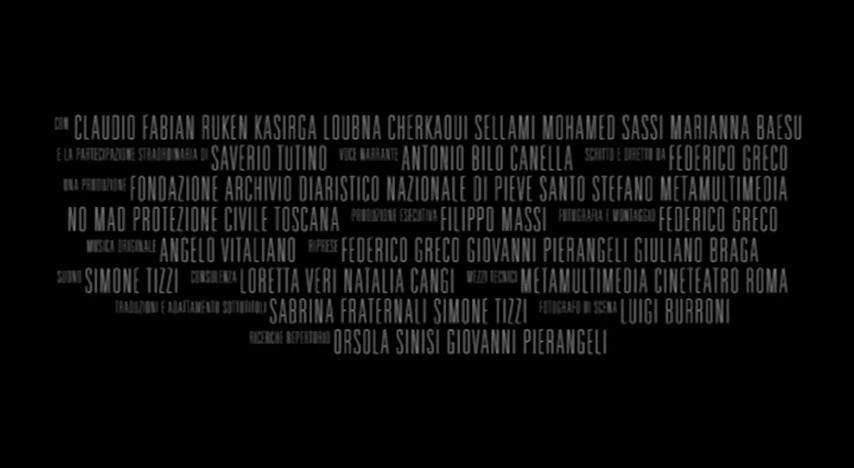 CON CLAUDIO FABIAN RUKEN KASIRGA LOUBNA CHERKAOUI SELLAMI MOHAMED SASSI MARIANNA BAESU
E LA PARTECIPAZIONE STRAORDINARIA DI SAVERIO TUTINO VOCE NARRANTE ANTONIO BILO CANELLA SCRITTO E DIRETTO DA FEDERICO GRECO
UNA PRODUZIONE FONDAZIONE ARCHIVIO DIARISTICO NAZIONALE DI PIEVE SANTO STEFANO METAMULTIMEDIA
NO MAD PROTEZIONE CIVILE TOSCANA PRODUZIONE ESECUTIVA FILIPPO MASSI FOTOGRAFIA E MONTAGGIO FEDERICO GRECO
MUSICA ORIGINALE ANGELO VITALIANO RIPRESE FEDERICO GRECO GIOVANNI PIERANGELI GIULIANO BRAGA
SUONO SIMONE TIZZI CONSULENZA LORETTA VERI NATALIA CANGI MEZZI TECNICI METAMULTIMEDIA CINETEATRO ROMA
TRADUZIONI E ADATTAMENTO SOTTOTITOLI SABRINA FRATERNALI SIMONE TIZZI FOTOGRAFO DI SCENA LUIGI BURRONI
RICERCHE REPERTORIO ORSOLA SINISI GIOVANNI PIERANGELI